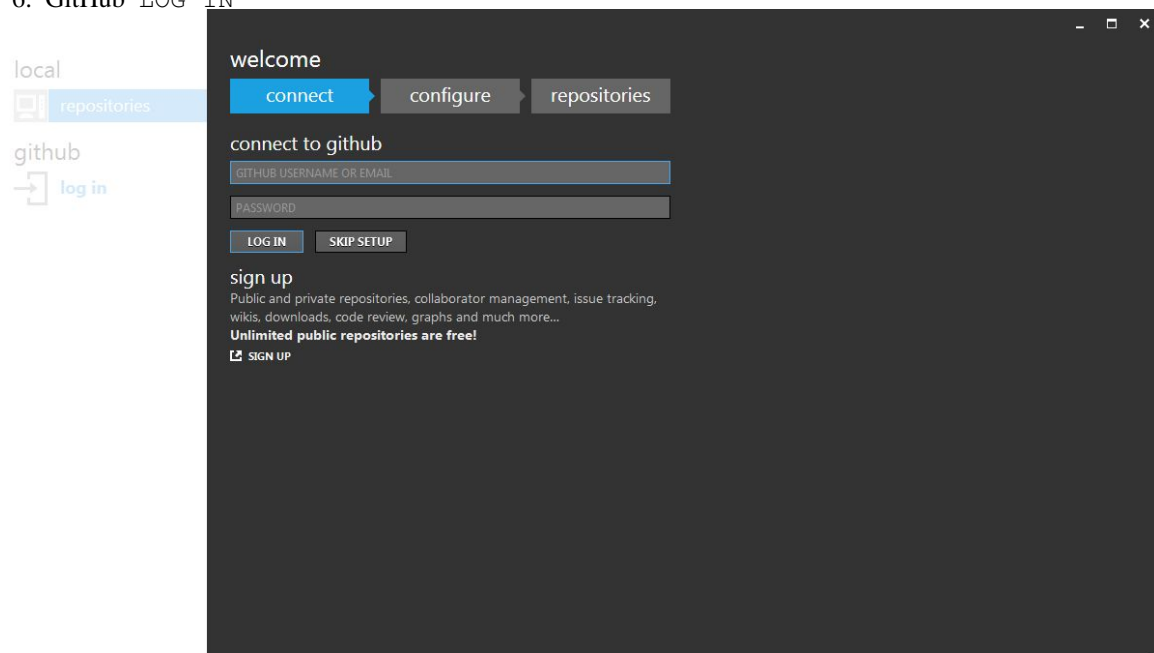 6. GitHub LOG IN
local
repositories
github
log in
welcome
connect configure repositories
connect to github
GITHUB USERNAME OR EMAIL
PASSWORD
LOG IN SKIP SETUP
sign up
Public and private repositories, collaborator management, issue tracking,
wikis, downloads, code review, graphs and much more...
Unlimited public repositories are free!
SIGN UP